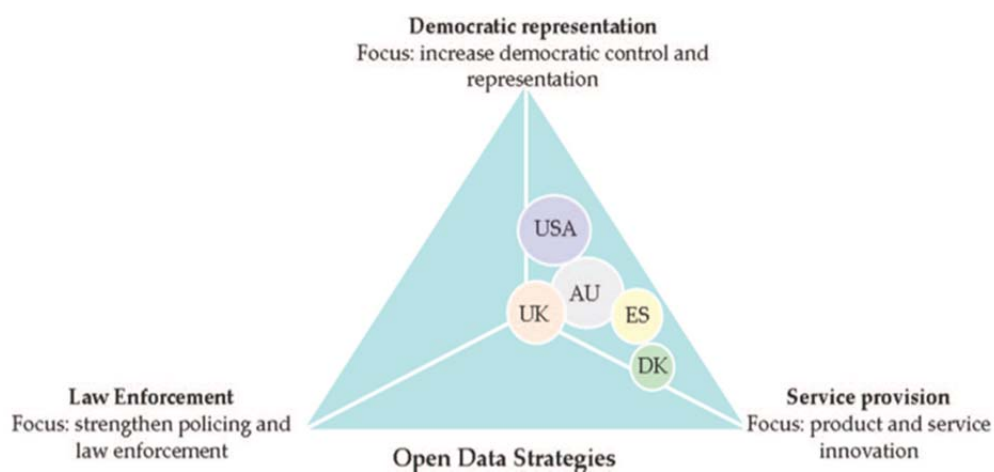 Democratic representation
Focus: increase democratic control and
representation
USA
AU
UK
ES
DK
Law Enforcement
Focus: strengthen policing and
law enforcement
Service provision
Focus: product and service
innovation
Open Data Strategies